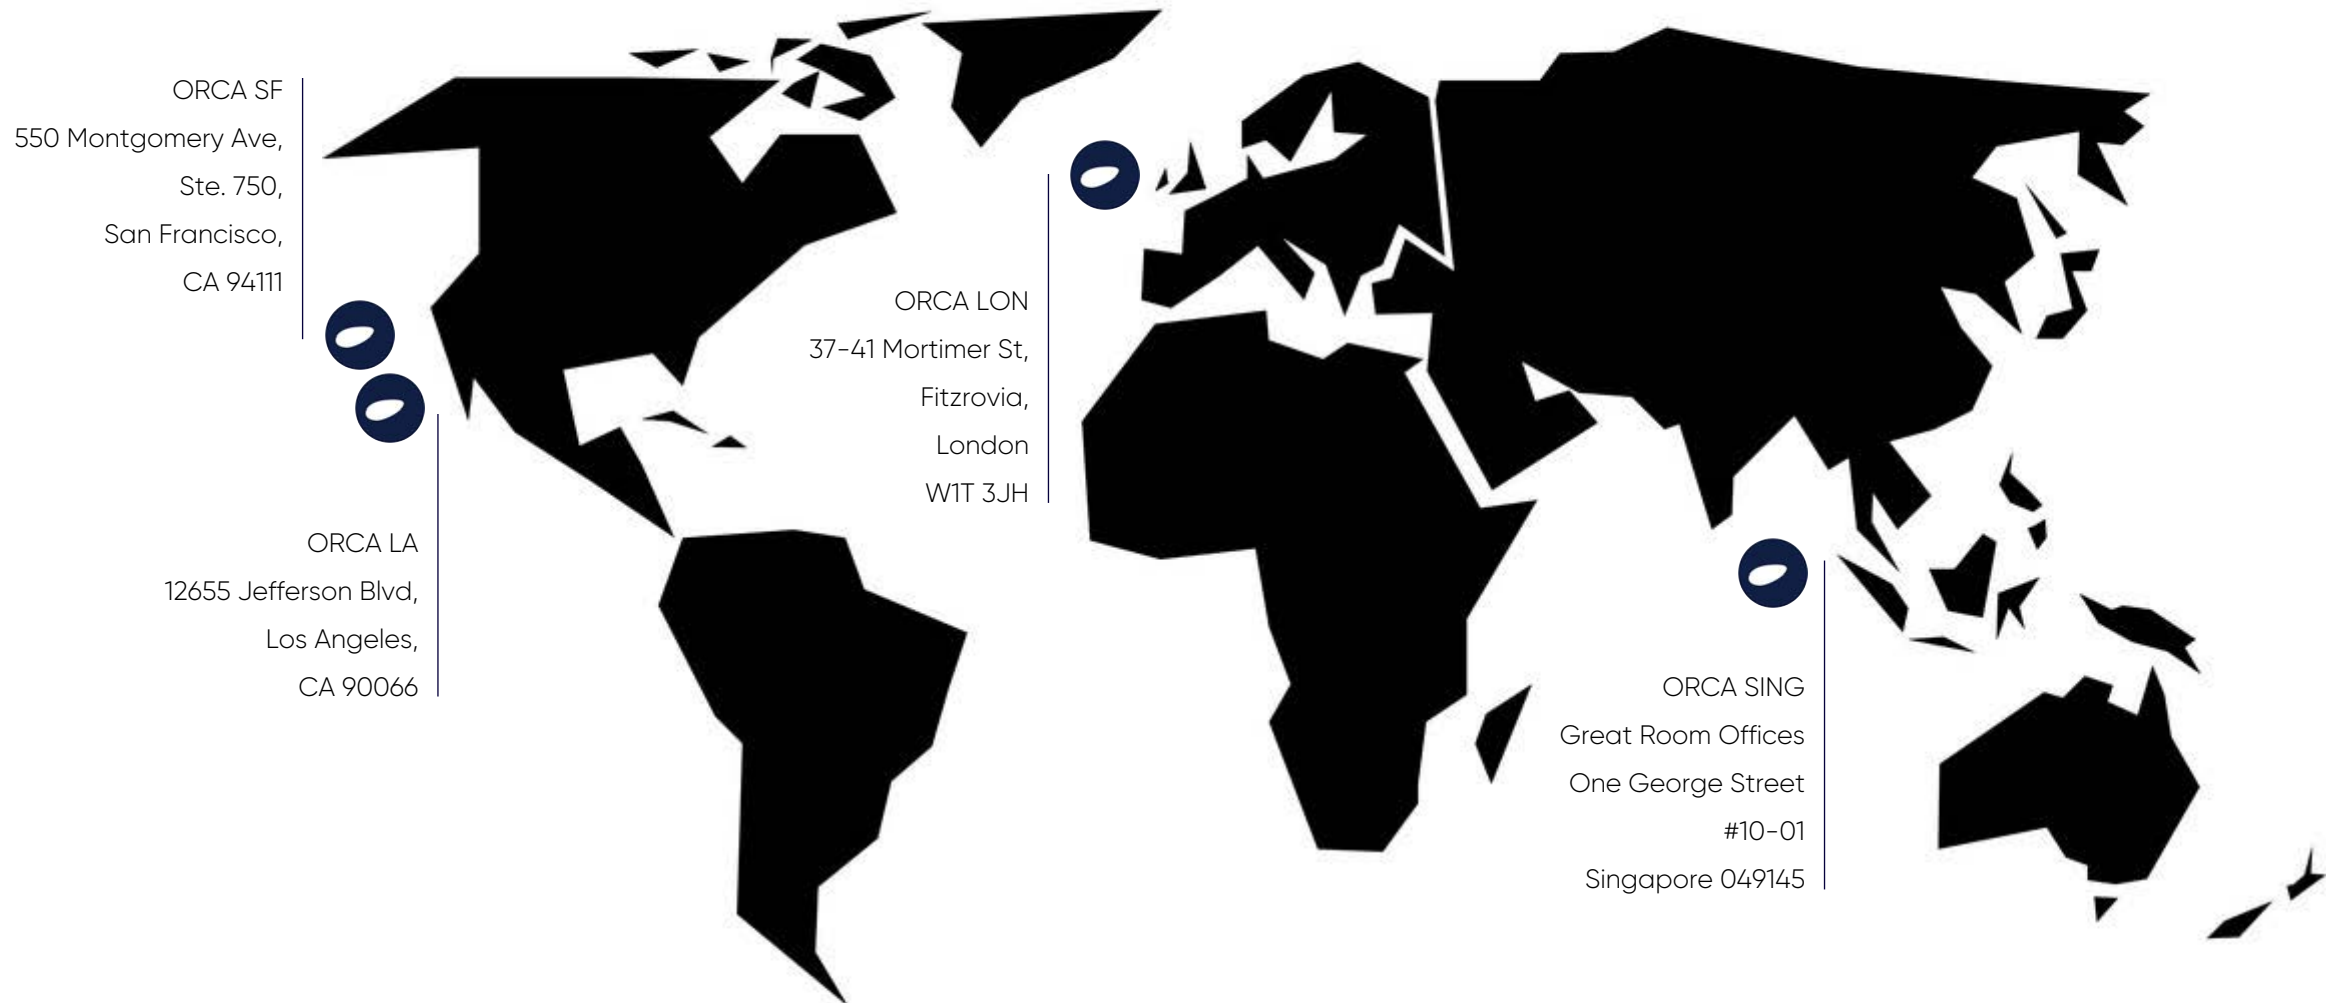 ORCA SF
550 Montgomery Ave,
Ste. 750,
San Francisco,
CA 94111
ORCA LA
12655 Jefferson Blvd,
Los Angeles,
CA 90066
ORCA LON
37-41 Mortimer St,
Fitzrovia,
London
W1T 3JH
ORCA SING
Great Room Offices
One George Street
#10-01
Singapore 049145